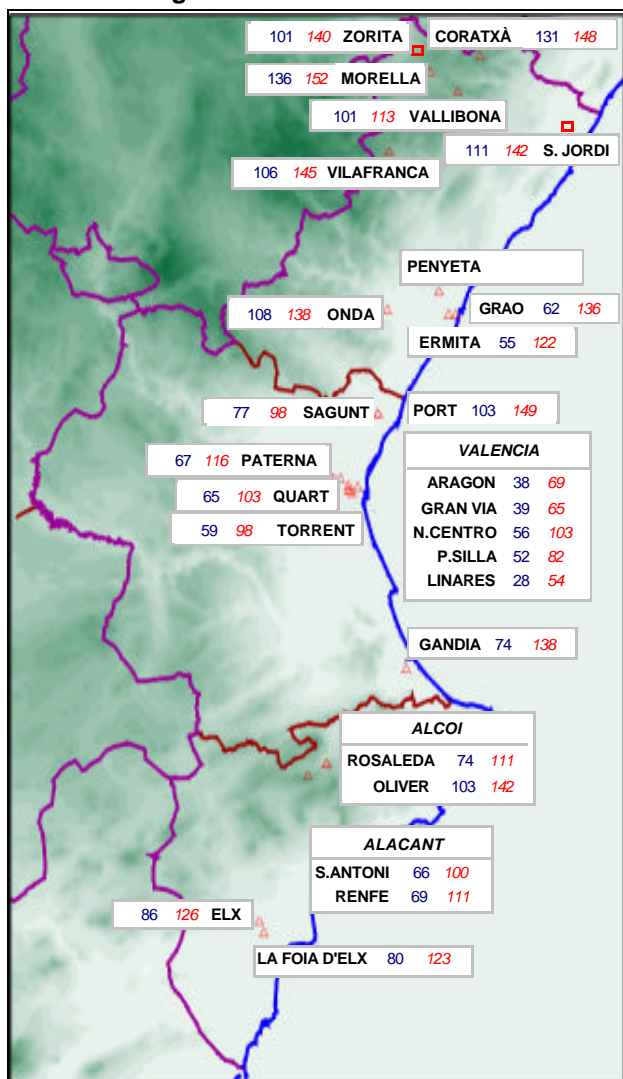 101 140 ZORITA
CORATXÀ 131 148
136 152 MORELLA
101 113 VALLIBONA
111 142 S. JORDI
106 145 VILAFRANCA
PENYETA
108 138 ONDA
GRAO 62 136
ERMITA 55 122
77 98 SAGUNT
PORT 103 149
67 116 PATERNA
65 103 QUART
59 98 TORRENT
VALENCIA
ARAGON 38 69
GRAN VIA 39 65
N.CENTRO 56 103
P.SILLA 52 82
LINARES 28 54
GANDIA 74 138
ALCOI
ROSALEDA 74 111
OLIVER 103 142
ALACANT
S.ANTONI 66 100
RENFE 69 111
86 126 ELX
LA FOIA D'ELX 80 123